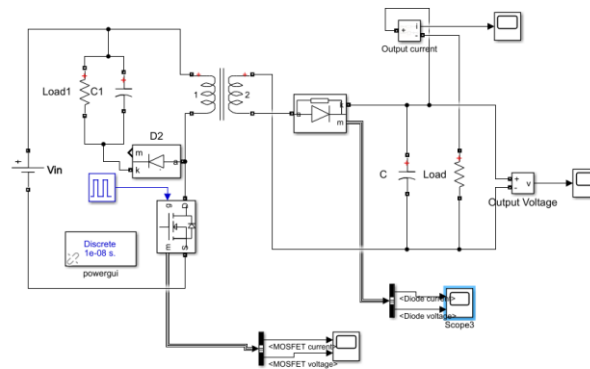 Output current
+
i
-
Load1
C1
1
2
D2
m
k
a
Vin
g
D
S
m
k
m
C
Load
+
-
v
Output Voltage
Discrete
1e-08 s.
powergui
<Diode current>
<Diode voltage>
Scope3
<MOSFET current>
<MOSFET voltage>